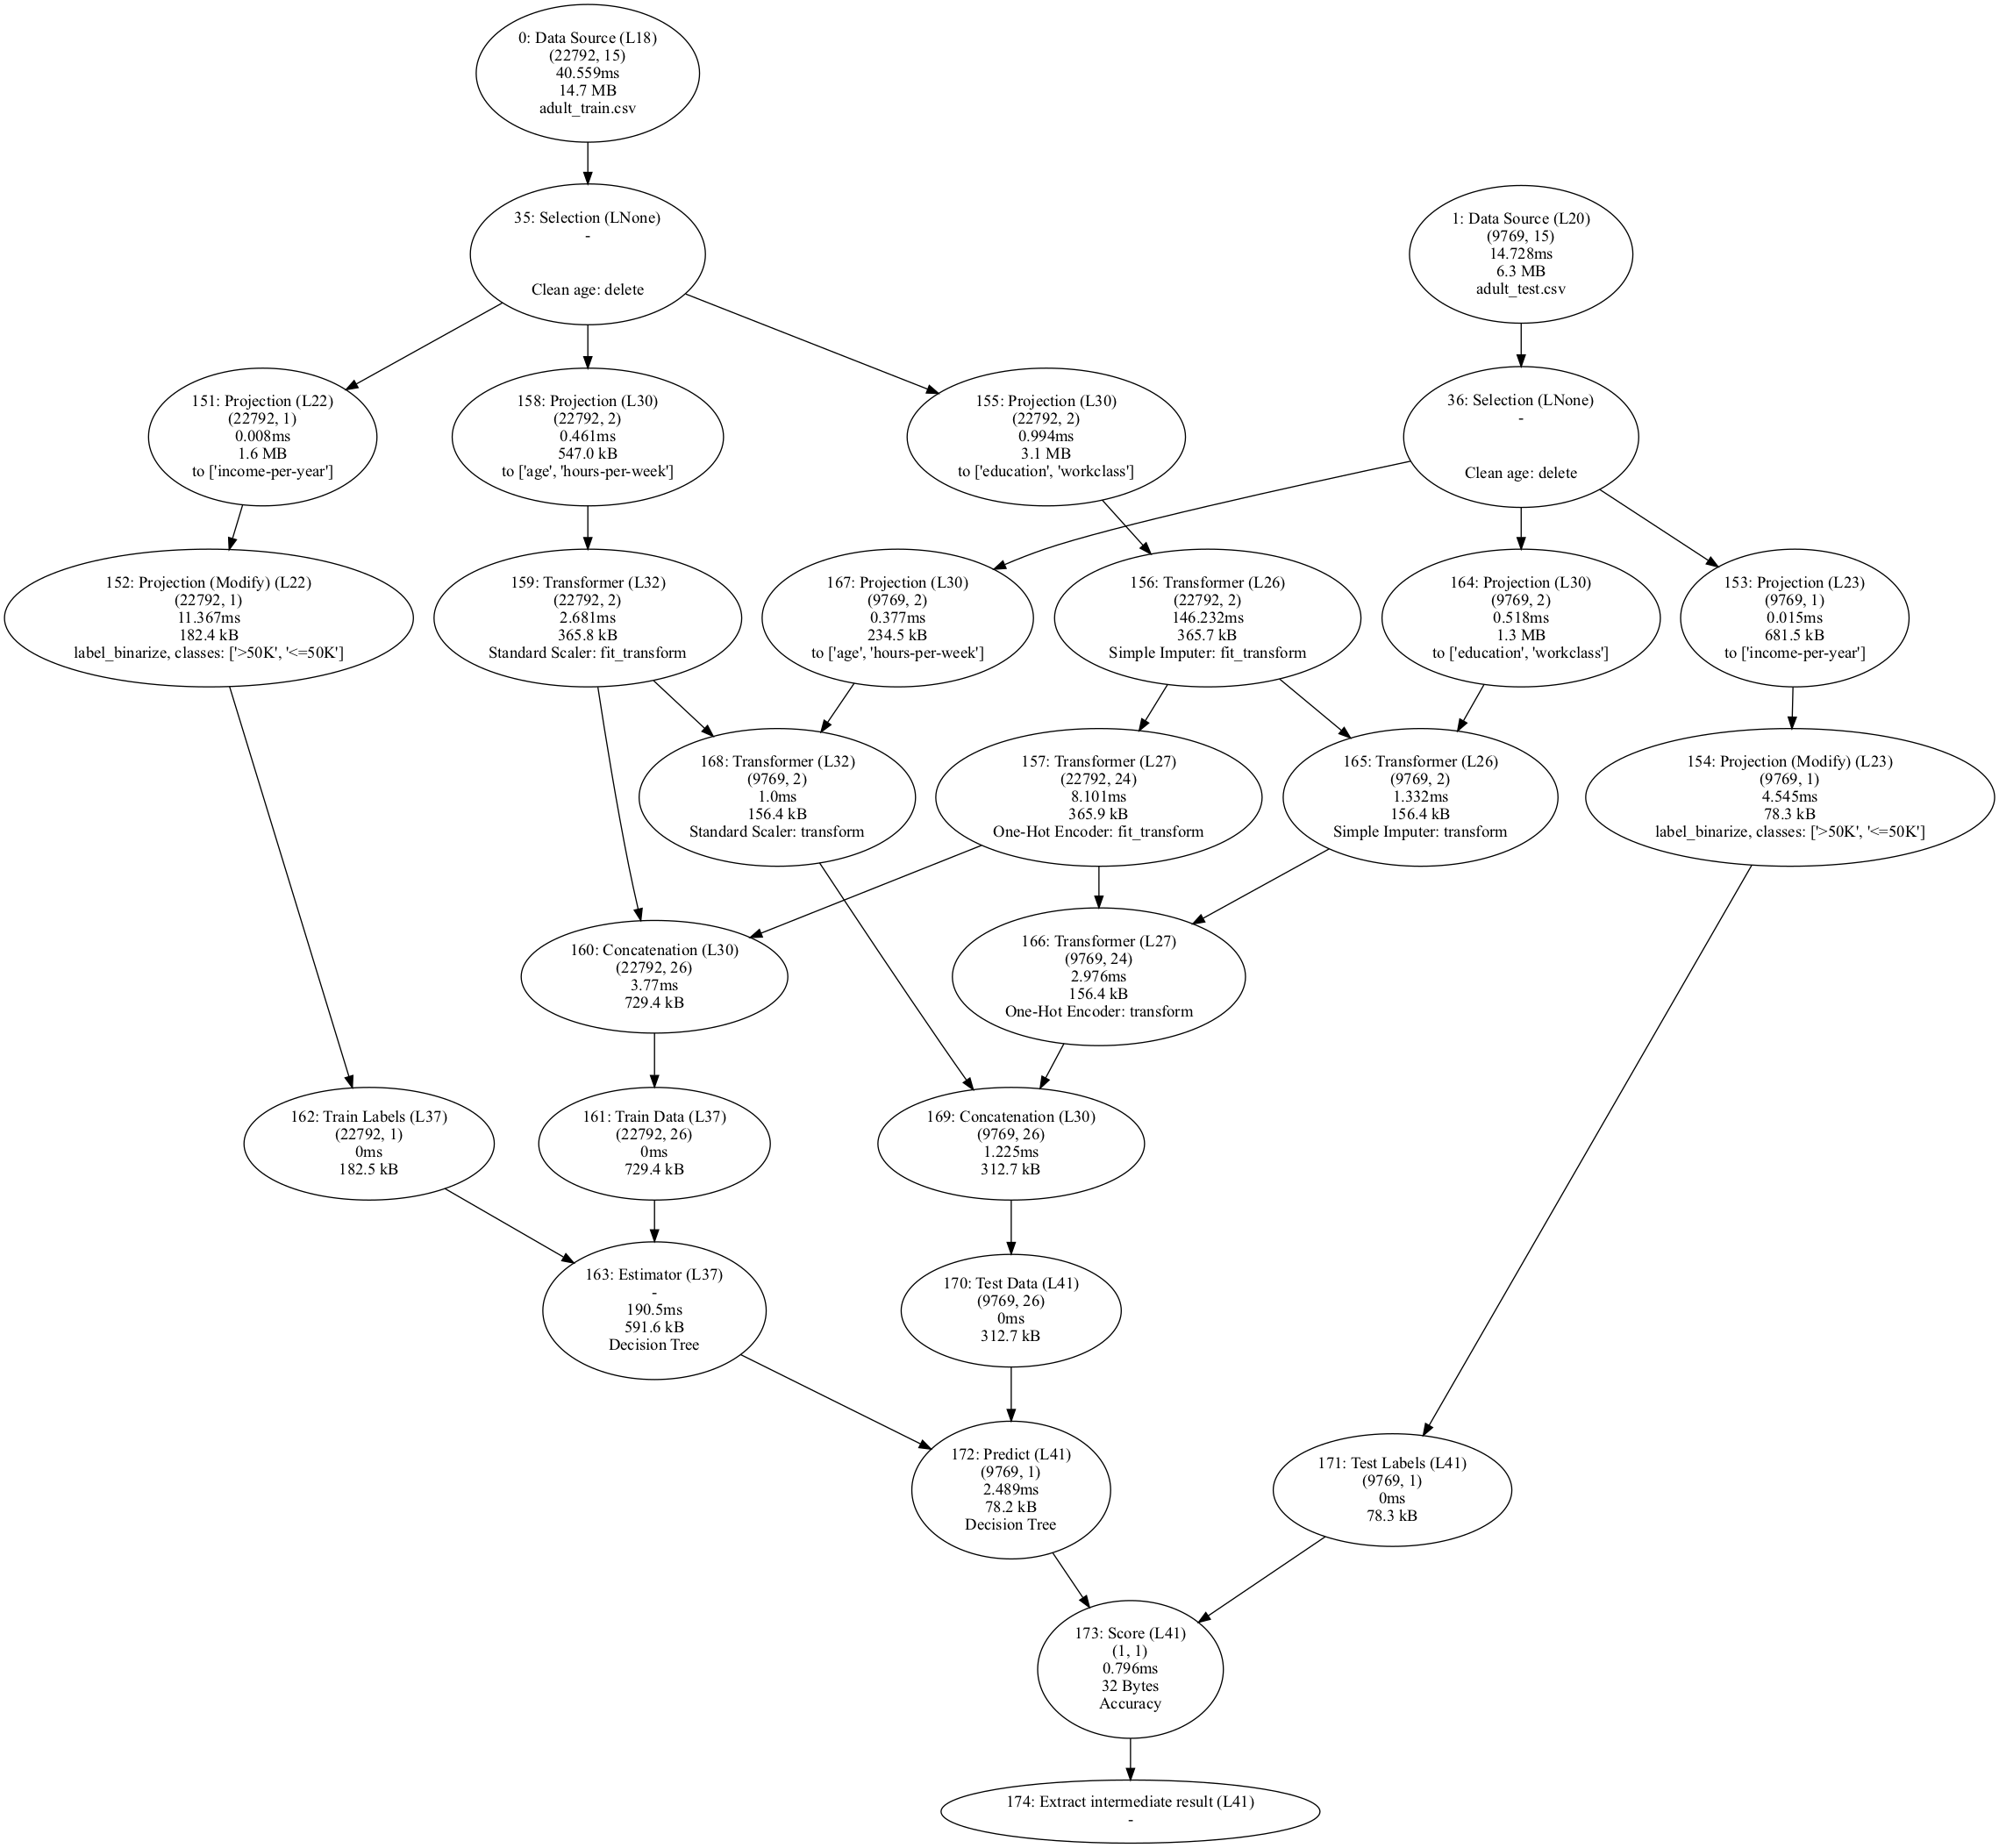 0: Data Source (L18)
(22792, 15)
40.559ms
14.7 MB
adult_train.csv
35: Selection (LNone)
-
Clean age: delete
1: Data Source (L20)
(9769, 15)
14.728ms
6.3 MB
adult_test.csv
151: Projection (L22)
(22792, 1)
0.008ms
1.6 MB
to ['income-per-year']
158: Projection (L30)
(22792, 2)
0.461ms
547.0 kB
to ['age', 'hours-per-week']
155: Projection (L30)
(22792, 2)
0.994ms
3.1 MB
to ['education', 'workclass']
36: Selection (LNone)
-
Clean age: delete
152: Projection (Modify) (L22)
(22792, 1)
11.367ms
182.4 kB
label_binarize, classes: ['>50K', '<=50K']
159: Transformer (L32)
(22792, 2)
2.681ms
365.8 kB
Standard Scaler: fit_transform
167: Projection (L30)
(9769, 2)
0.377ms
234.5 kB
to ['age', 'hours-per-week']
156: Transformer (L26)
(22792, 2)
146.232ms
365.7 kB
Simple Imputer: fit_transform
164: Projection (L30)
(9769, 2)
0.518ms
1.3 MB
to ['education', 'workclass']
153: Projection (L23)
(9769, 1)
0.015ms
681.5 kB
to ['income-per-year']
168: Transformer (L32)
(9769, 2)
1.0ms
156.4 kB
Standard Scaler: transform
157: Transformer (L27)
(22792, 24)
8.101ms
365.9 kB
One-Hot Encoder: fit_transform
165: Transformer (L26)
(9769, 2)
1.332ms
156.4 kB
Simple Imputer: transform
154: Projection (Modify) (L23)
(9769, 1)
4.545ms
78.3 kB
label_binarize, classes: ['>50K', '<=50K']
160: Concatenation (L30)
(22792, 26)
3.77ms
729.4 kB
166: Transformer (L27)
(9769, 24)
2.976ms
156.4 kB
One-Hot Encoder: transform
162: Train Labels (L37)
(22792, 1)
0ms
182.5 kB
161: Train Data (L37)
(22792, 26)
0ms
729.4 kB
169: Concatenation (L30)
(9769, 26)
1.225ms
312.7 kB
163: Estimator (L37)
-
190.5ms
591.6 kB
Decision Tree
170: Test Data (L41)
(9769, 26)
0ms
312.7 kB
172: Predict (L41)
(9769, 1)
2.489ms
78.2 kB
Decision Tree
171: Test Labels (L41)
(9769, 1)
0ms
78.3 kB
173: Score (L41)
(1, 1)
0.796ms
32 Bytes
Accuracy
174: Extract intermediate result (L41)
-